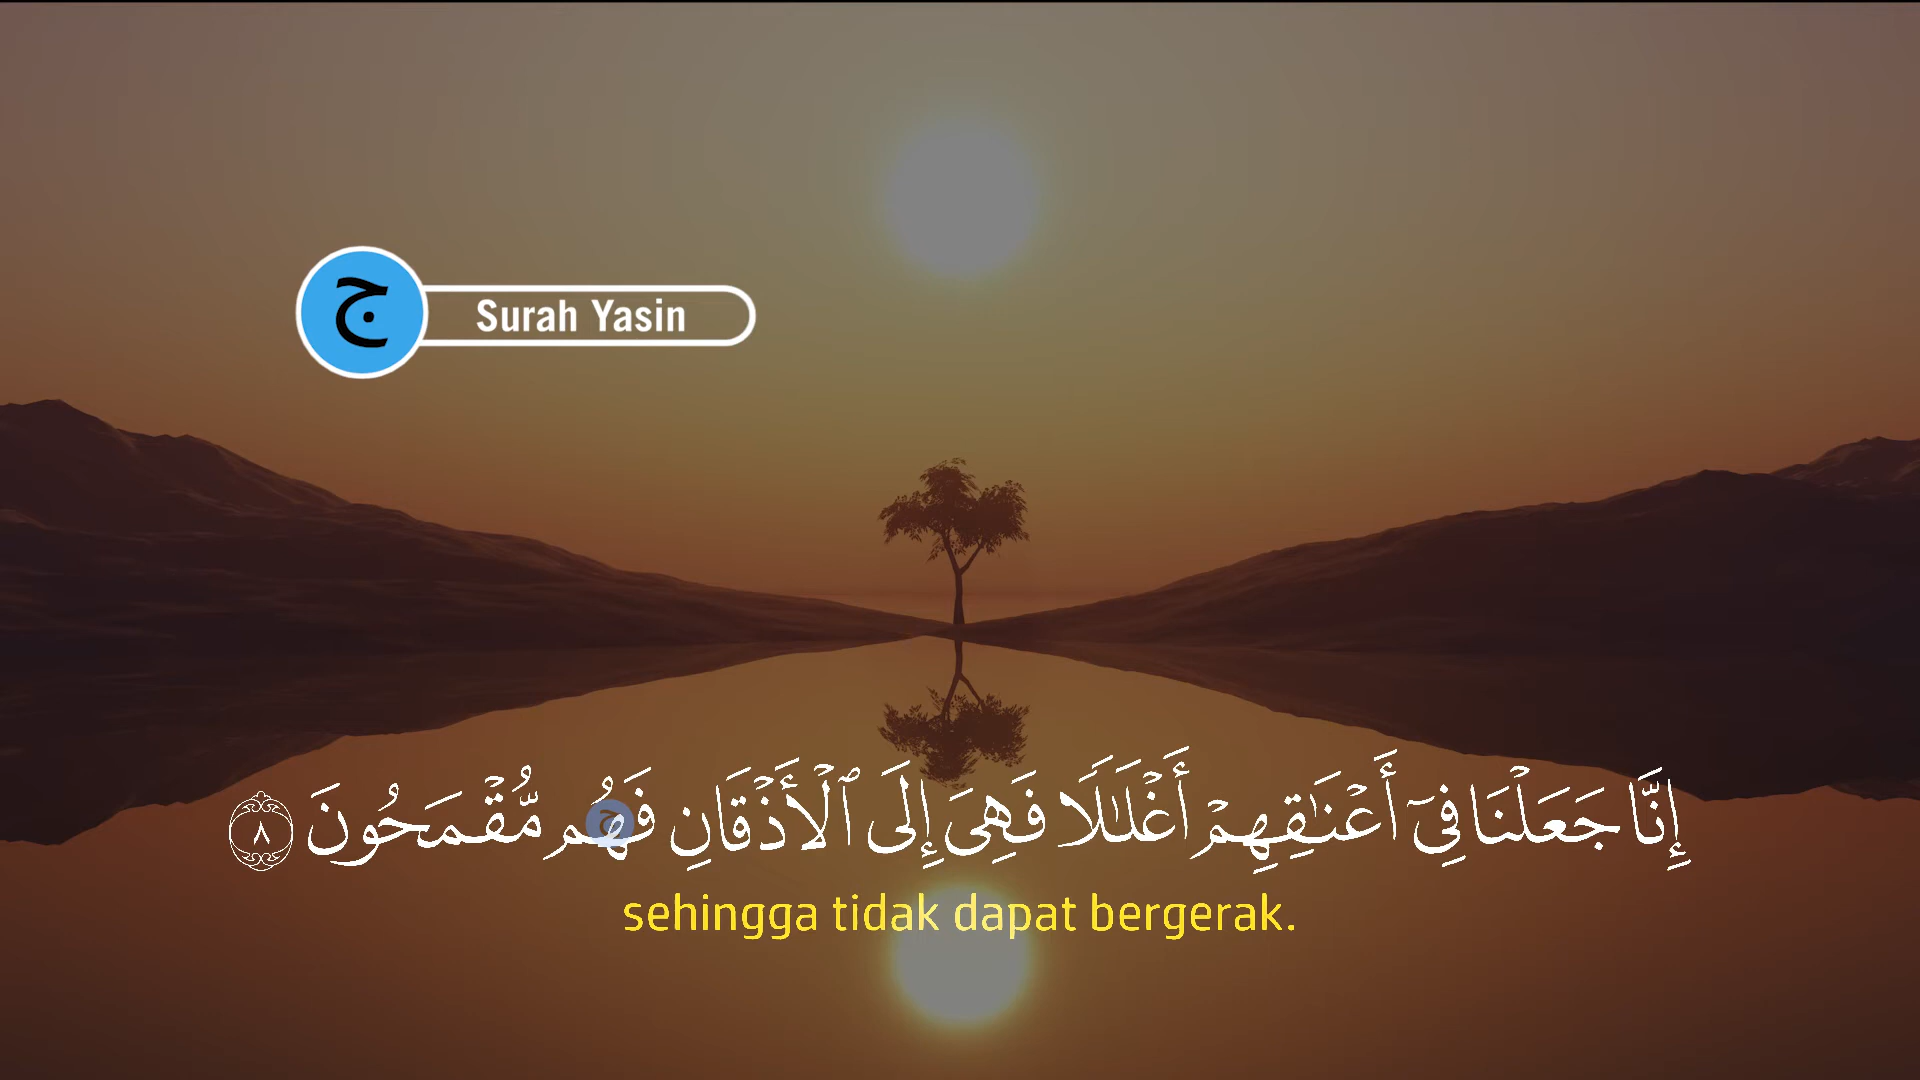 ج
Surah Yasin
إِنَّا جَعَلْنَا فِىٓ أَعْنَٰقِهِمْ أَغْلَٰلًا فَهِىَ إِلَى ٱلْأَذْقَانِ فَهُم مُّقْمَحُونَ ٨
ج
sehingga tidak dapat bergerak.